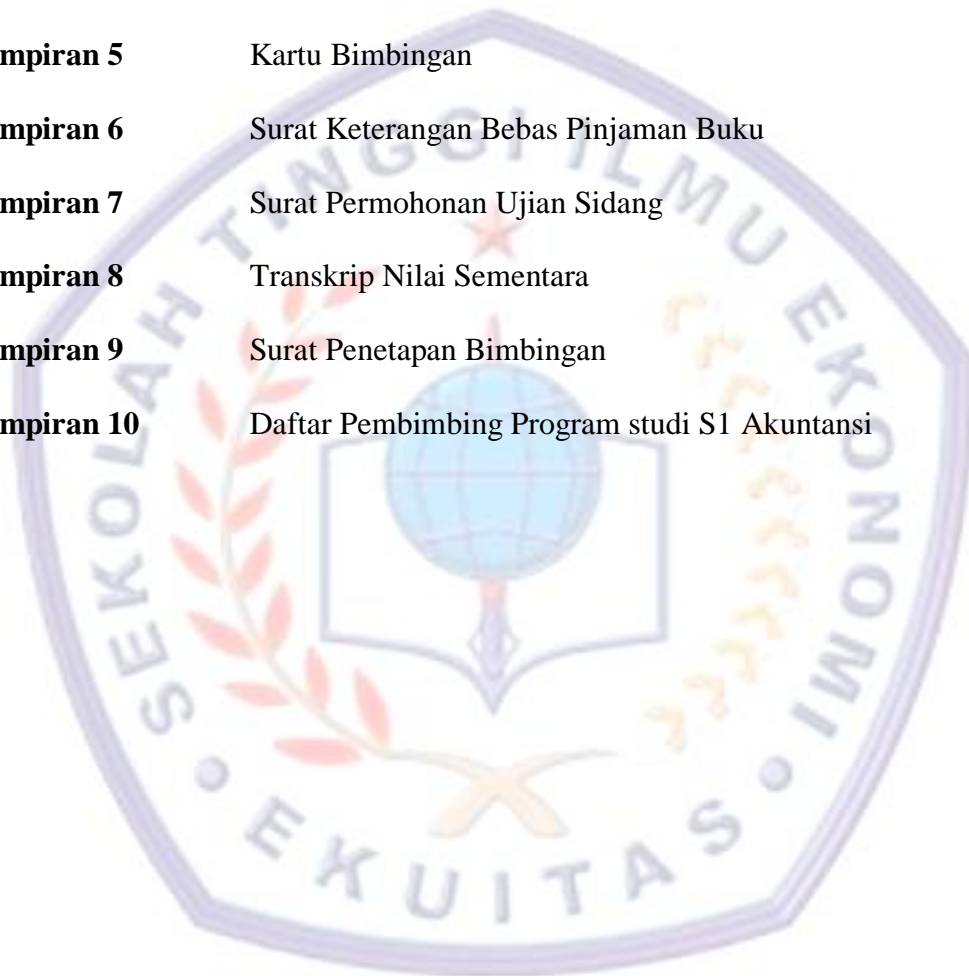 mpiran 5 Kartu Bimbingan
mpiran 6 Surat Keterangan Bebas Pinjaman Buku
mpiran 7 Surat Permohonan Ujian Sidang
mpiran 8 Transkrip Nilai Sementara
mpiran 9 Surat Penetapan Bimbingan
mpiran 10 Daftar Pembimbing Program studi S1 Akuntansi
SEKOLAH TINGGI ILMU EKONOMI
EKUITAS